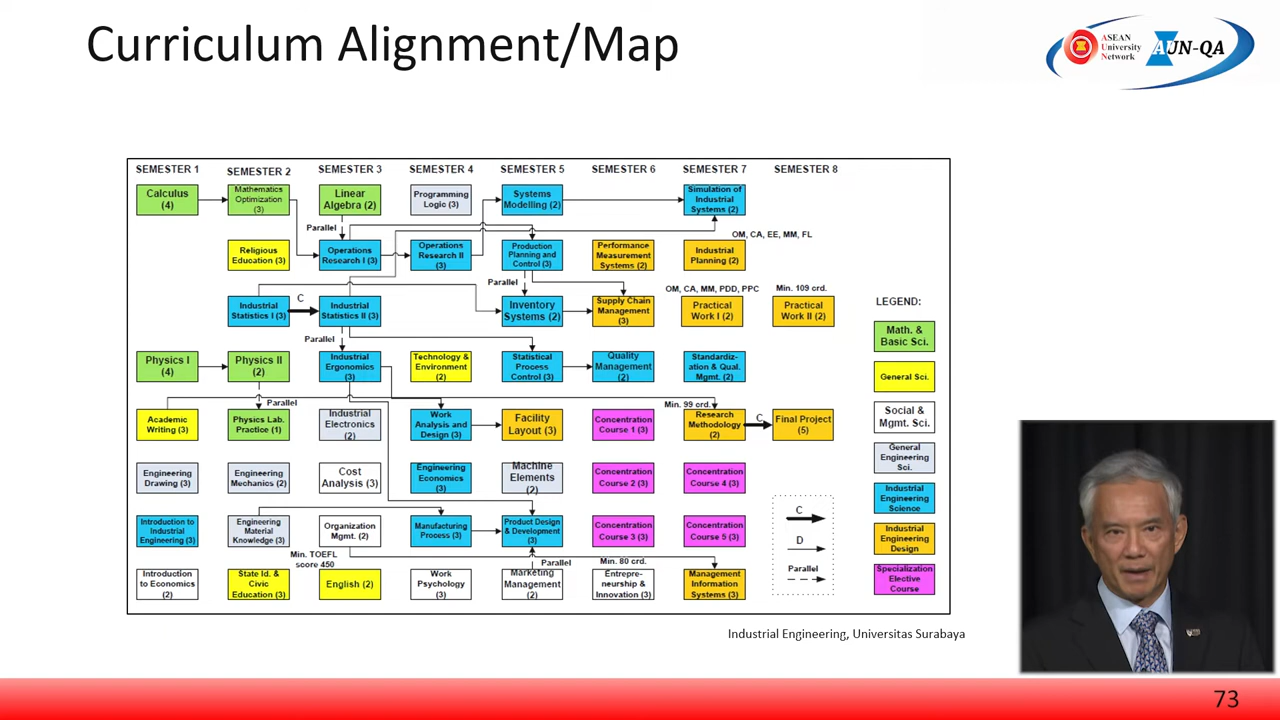 Curriculum Alignment/Map
ASEAN
University
Network
AUN-QA
SEMESTER 1
SEMESTER 2
SEMESTER 3
SEMESTER 4
SEMESTER 5
SEMESTER 6
SEMESTER 7
SEMESTER 8
Calculus
(4)
Mathematics
Optimization
(3)
Linear
Algebra (2)
Programming
Logic (3)
Systems
Modelling (2)
Simulation of
Industrial
Systems (2)
Parallel
OM, CA, EE, MM, FL
Religious
Education (3)
Operations
Research I (3)
Operations
Research II
(3)
Production
Planning and
Control (3)
Performance
Measurement
Systems (2)
Industrial
Planning (2)
Parallel
OM, CA, MM, PDD, PPC
Min. 109 crd.
C
Industrial
Statistics I (3)
Industrial
Statistics II (3)
Inventory
Systems (2)
Supply Chain
Management
(3)
Practical
Work I (2)
Practical
Work II (2)
LEGENG:
Math. &
Basic Sci.
Parallel
Physics I
(4)
Physics II
(2)
Industrial
Ergonomics
(3)
Technology &
Environment
(2)
Statistical
Process
Control (3)
Quality
Management
(2)
Standardiz-
ation & Qual.
Mgmt. (2)
General Sci.
Parallel
Min. 99 crd.
Academic
Writing (3)
Physics Lab.
Practice (1)
Industrial
Electronics
(2)
Work
Analysis and
Design (3)
Facility
Layout (3)
Concentration
Course 1 (3)
Research
Methodology
(2)
C
Final Project
(5)
Social &
Mgmt. Sci.
General
Engineering
Sci.
Engineering
Drawing (3)
Engineering
Mechanics (2)
Cost
Analysis (3)
Engineering
Economics
(3)
Machine
Elements
(2)
Concentration
Course 2 (3)
Concentration
Course 4 (3)
Industrial
Engineering
Science
C
D
Parallel
Introduction to
Industrial
Engineering (3)
Engineering
Material
Knowledge (3)
Organization
Mgmt. (2)
Manufacturing
Process (3)
Product Design
& Development
(3)
Concentration
Course 3 (3)
Concentration
Course 5 (3)
Industrial
Engineering
Design
Min. TOEFL
score 450
Parallel
Min. 80 crd.
Introduction
to Economics
(2)
State Id. &
Civic
Education (3)
English (2)
Work
Psychology
(3)
Marketing
Management
(2)
Entrepre-
neurship &
Innovation (3)
Management
Information
Systems (3)
Specialization
Elective
Course
Industrial Engineering, Universitas Surabaya
73